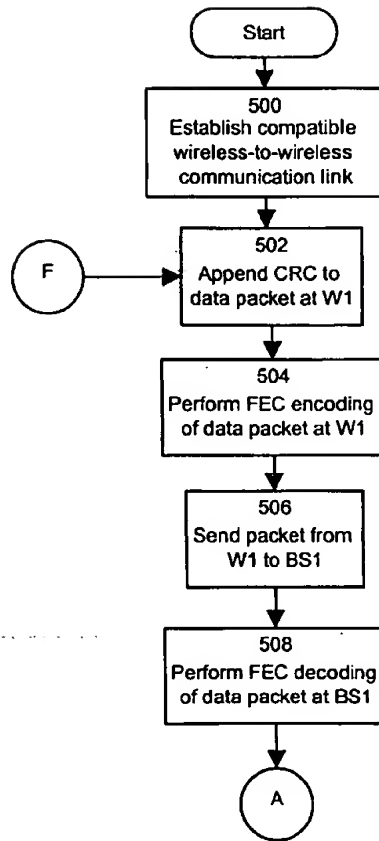 Start
500
Establish compatible
wireless-to-wireless
communication link
F
502
Append CRC to
data packet at W1
504
Perform FEC encoding
of data packet at W1
506
Send packet from
W1 to BS1
508
Perform FEC decoding
of data packet at BS1
A